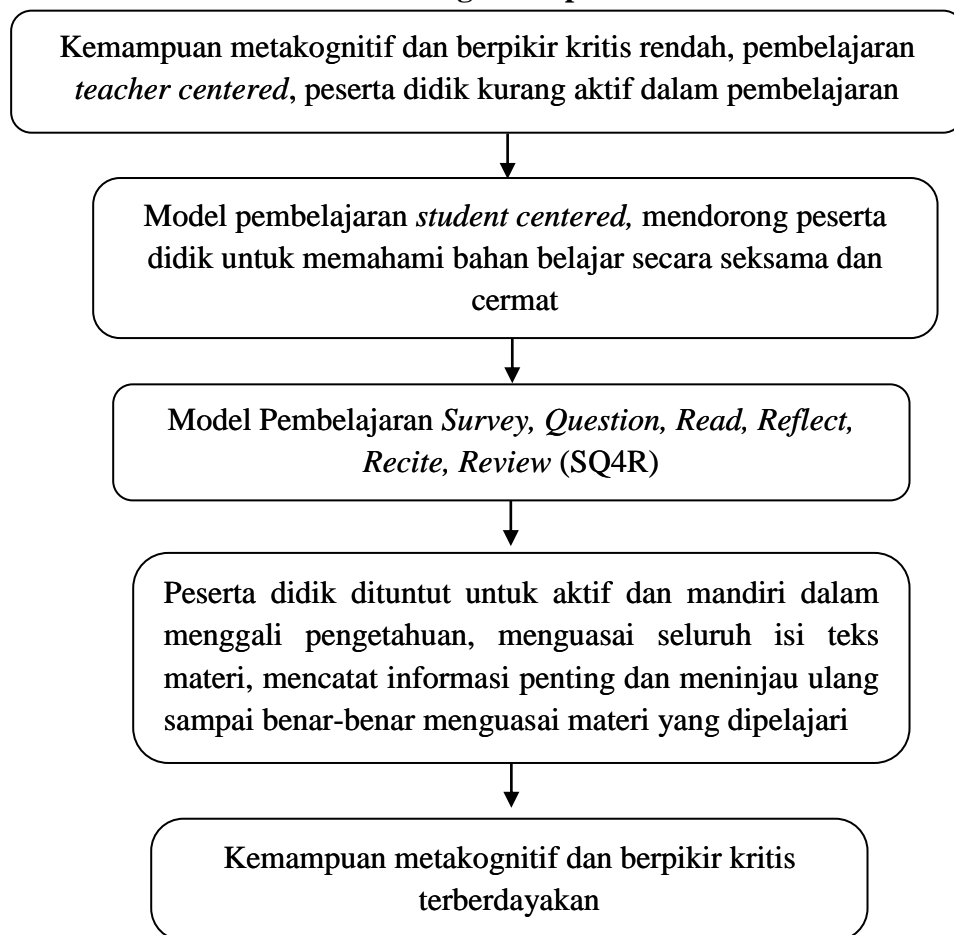 Kemampuan metakognitif dan berpikir kritis rendah, pembelajaran
teacher centered, peserta didik kurang aktif dalam pembelajaran
Model pembelajaran student centered, mendorong peserta
didik untuk memahami bahan belajar secara seksama dan
cermat
Model Pembelajaran Survey, Question, Read, Reflect,
Recite, Review (SQ4R)
Peserta didik dituntut untuk aktif dan mandiri dalam
menggali pengetahuan, menguasai seluruh isi teks
materi, mencatat informasi penting dan meninjau ulang
sampai benar-benar menguasai materi yang dipelajari
Kemampuan metakognitif dan berpikir kritis
terberdayakan